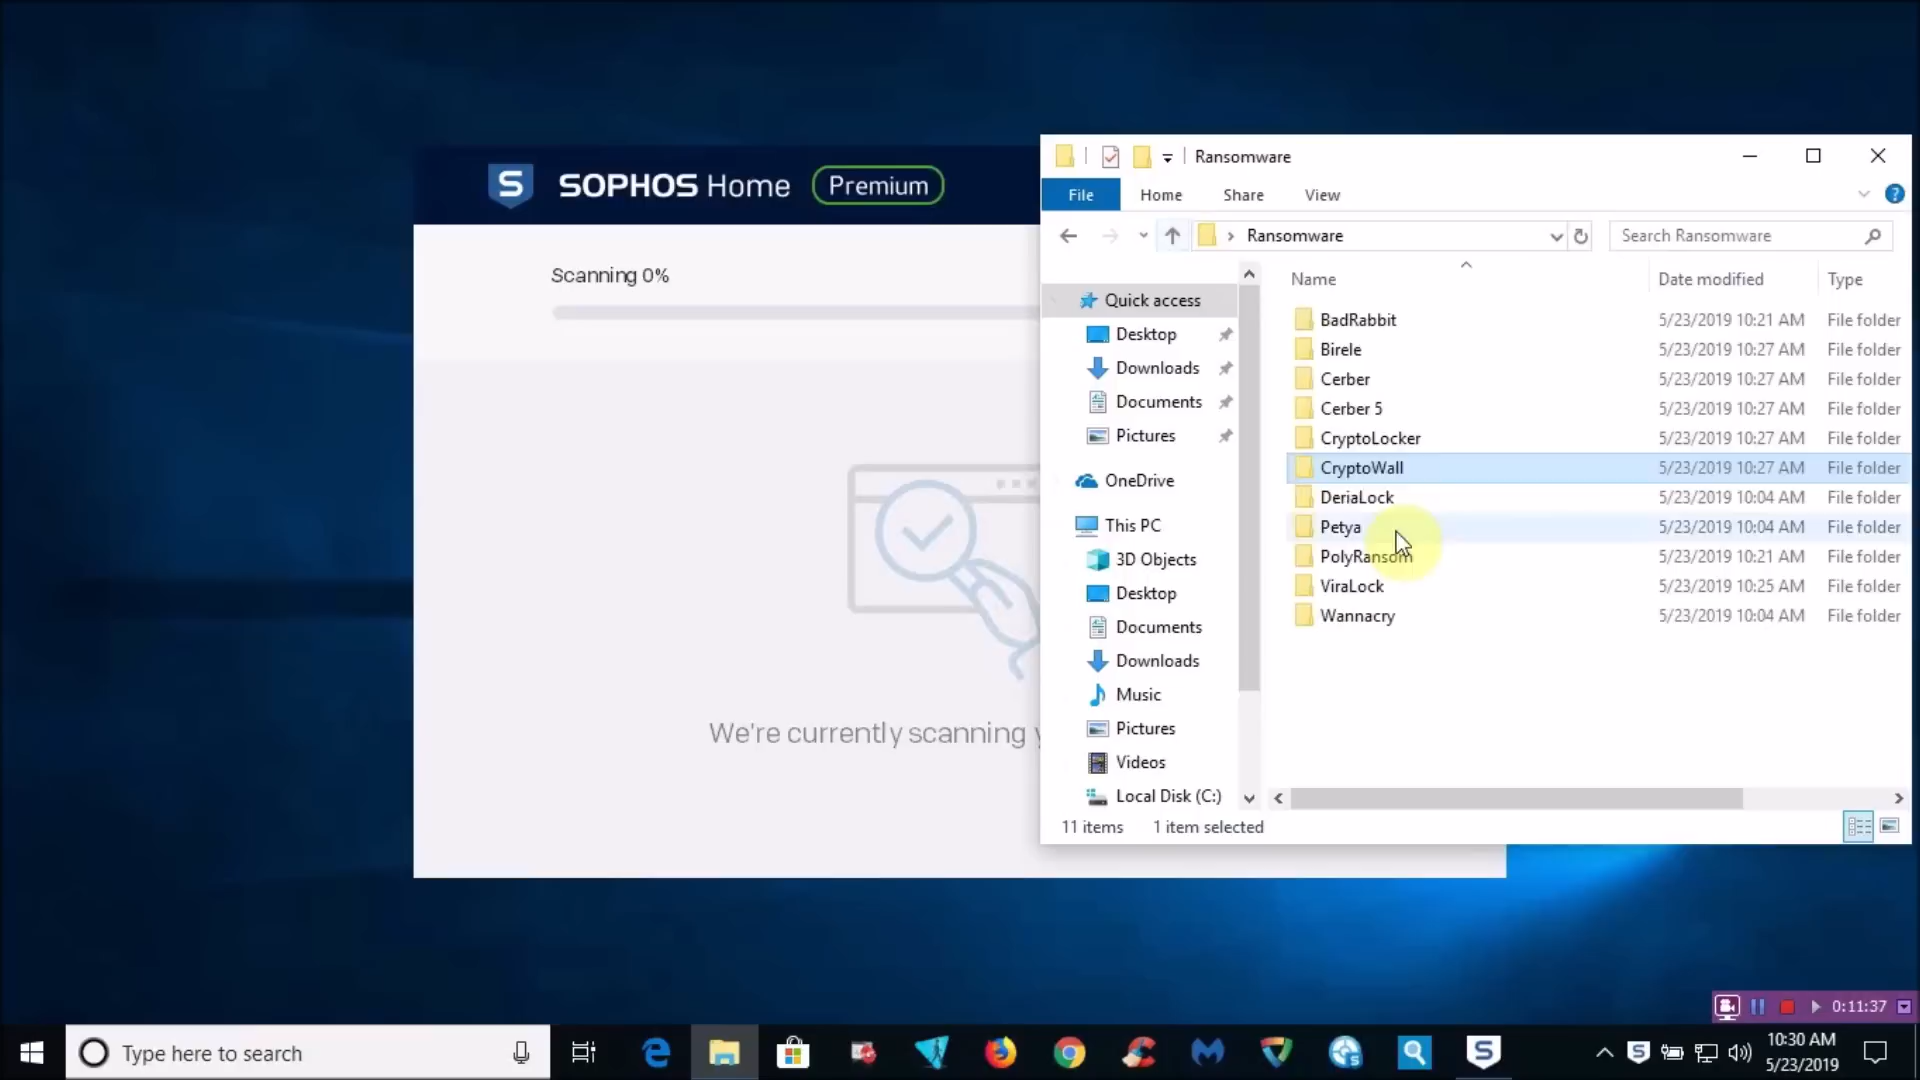 SOPHOS Home Premium
Scanning 0%
We're currently scanning
Ransomware
File Home Share View
Ransomware
Search Ransomware
Name Date modified Type
Quick access
Desktop
Downloads
Documents
Pictures
OneDrive
This PC
3D Objects
Desktop
Documents
Downloads
Music
Pictures
Videos
Local Disk (C:)
BadRabbit 5/23/2019 10:21 AM File folder
Birele 5/23/2019 10:27 AM File folder
Cerber 5/23/2019 10:27 AM File folder
Cerber 5 5/23/2019 10:27 AM File folder
CryptoLocker 5/23/2019 10:27 AM File folder
CryptoWall 5/23/2019 10:27 AM File folder
DeriaLock 5/23/2019 10:04 AM File folder
Petya 5/23/2019 10:04 AM File folder
PolyRansom 5/23/2019 10:21 AM File folder
ViraLock 5/23/2019 10:25 AM File folder
Wannacry 5/23/2019 10:04 AM File folder
11 items 1 item selected
0:11:37
Type here to search
10:30 AM
5/23/2019